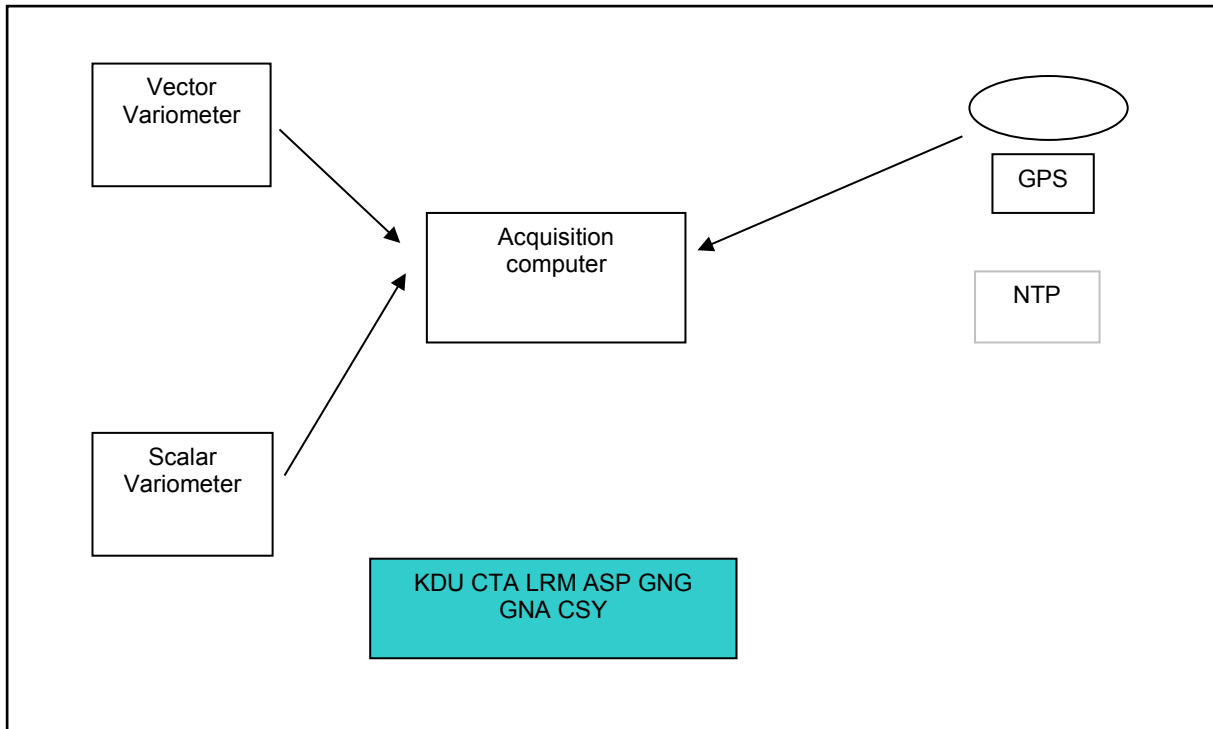 Vector
Variometer
GPS
Acquisition
computer
NTP
Scalar
Variometer
KDU CTA LRM ASP GNG
GNA CSY